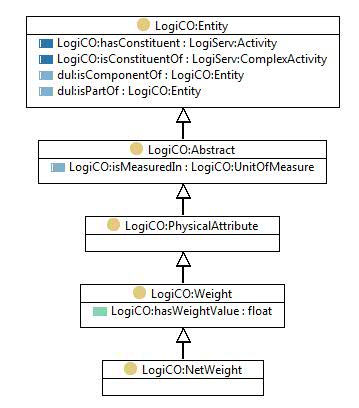 LogiCO:Entity
LogiCO:hasConstituent : LogiServ:Activity
LogiCO:isConstituentOf : LogiServ:ComplexActivity
dul:isComponentOf : LogiCO:Entity
dul:isPartOf : LogiCO:Entity
LogiCO:Abstract
LogiCO:isMeasuredIn : LogiCO:UnitOfMeasure
LogiCO:PhysicalAttribute
LogiCO:Weight
LogiCO:hasWeightValue : float
LogiCO:NetWeight